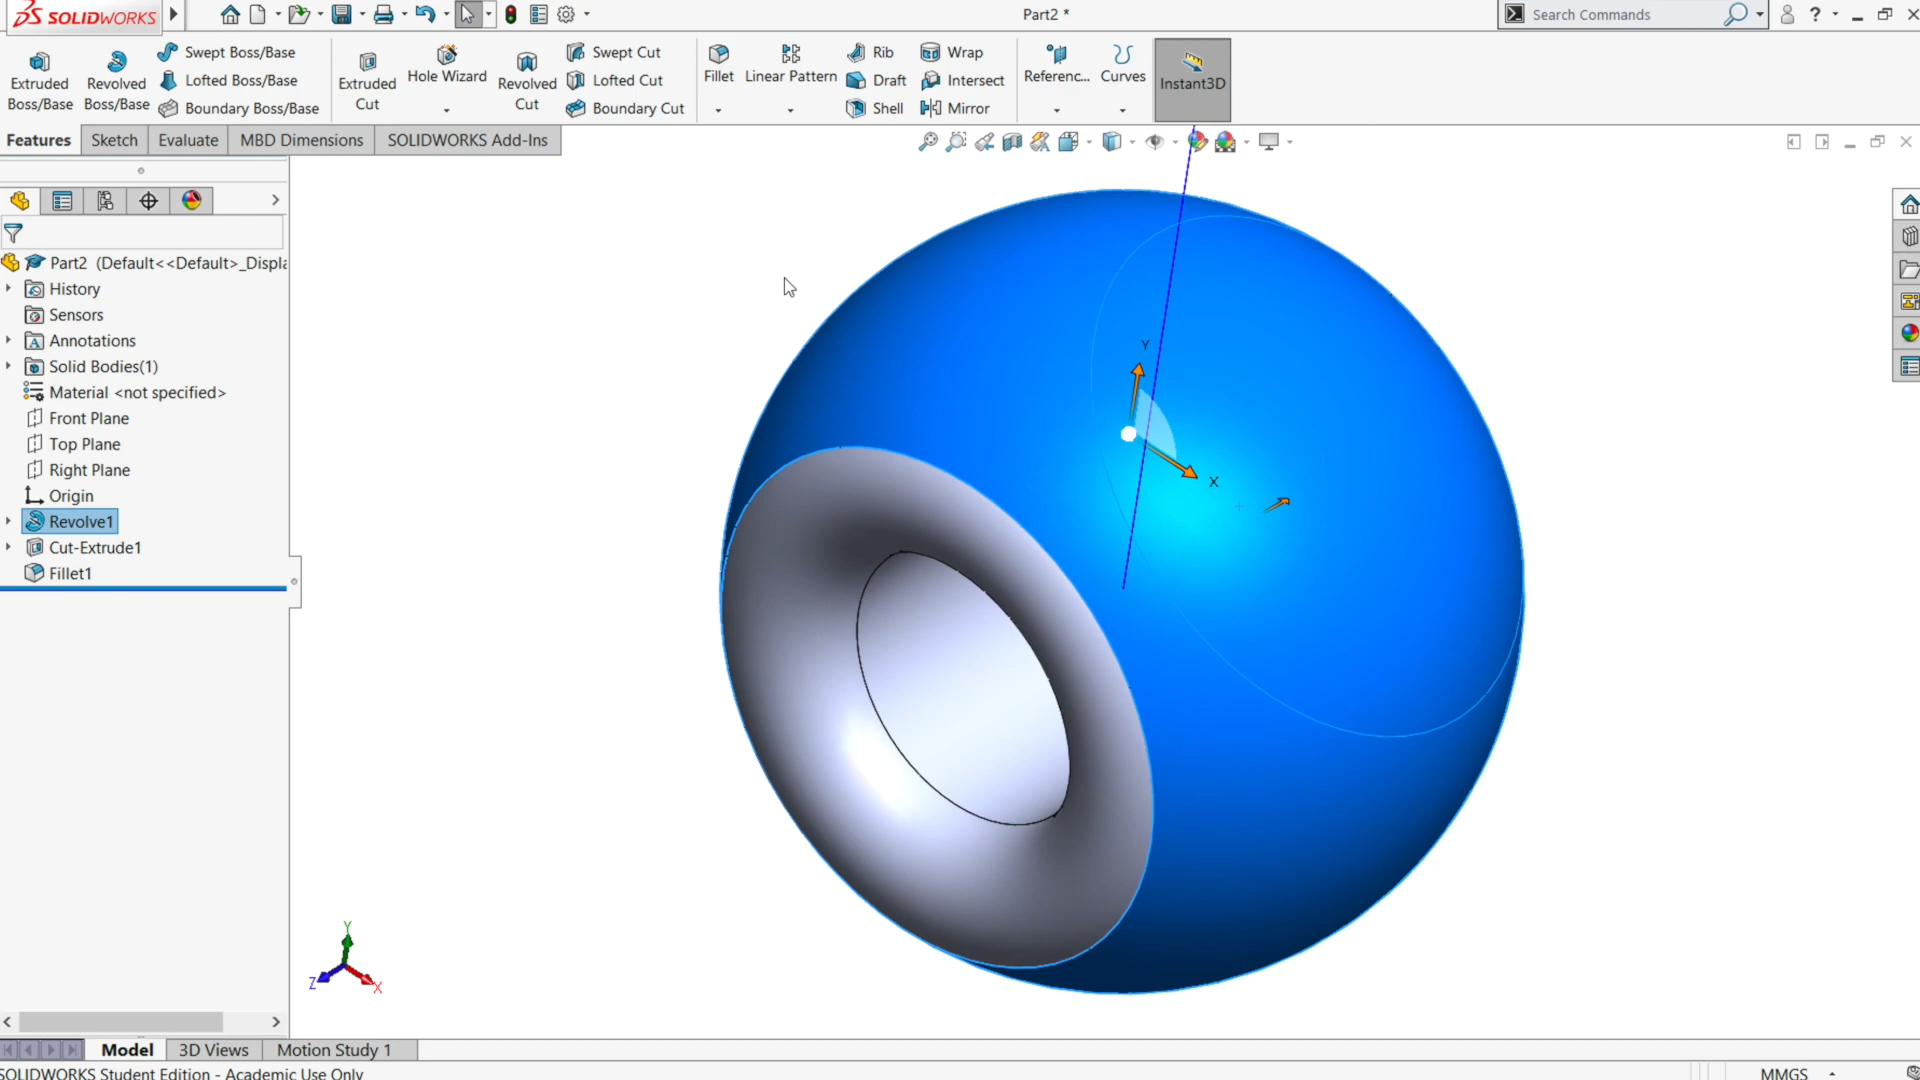 SOLIDWORKS
Part2 *
Search Commands
?
Extruded Boss/Base
Revolved Boss/Base
Swept Boss/Base
Lofted Boss/Base
Boundary Boss/Base
Extruded Cut
Hole Wizard
Revolved Cut
Swept Cut
Lofted Cut
Boundary Cut
Fillet
Linear Pattern
Rib
Draft
Shell
Wrap
Intersect
Mirror
Referenc...
Curves
Instant3D
Features
Sketch
Evaluate
MBD Dimensions
SOLIDWORKS Add-Ins
Part2 (Default<<Default>_Displa
History
Sensors
Annotations
Solid Bodies(1)
Material <not specified>
Front Plane
Top Plane
Right Plane
Origin
Revolve1
Cut-Extrude1
Fillet1
Y
X
Y
Z
X
Model
3D Views
Motion Study 1
SOLIDWORKS Student Edition - Academic Use Only
MMGS